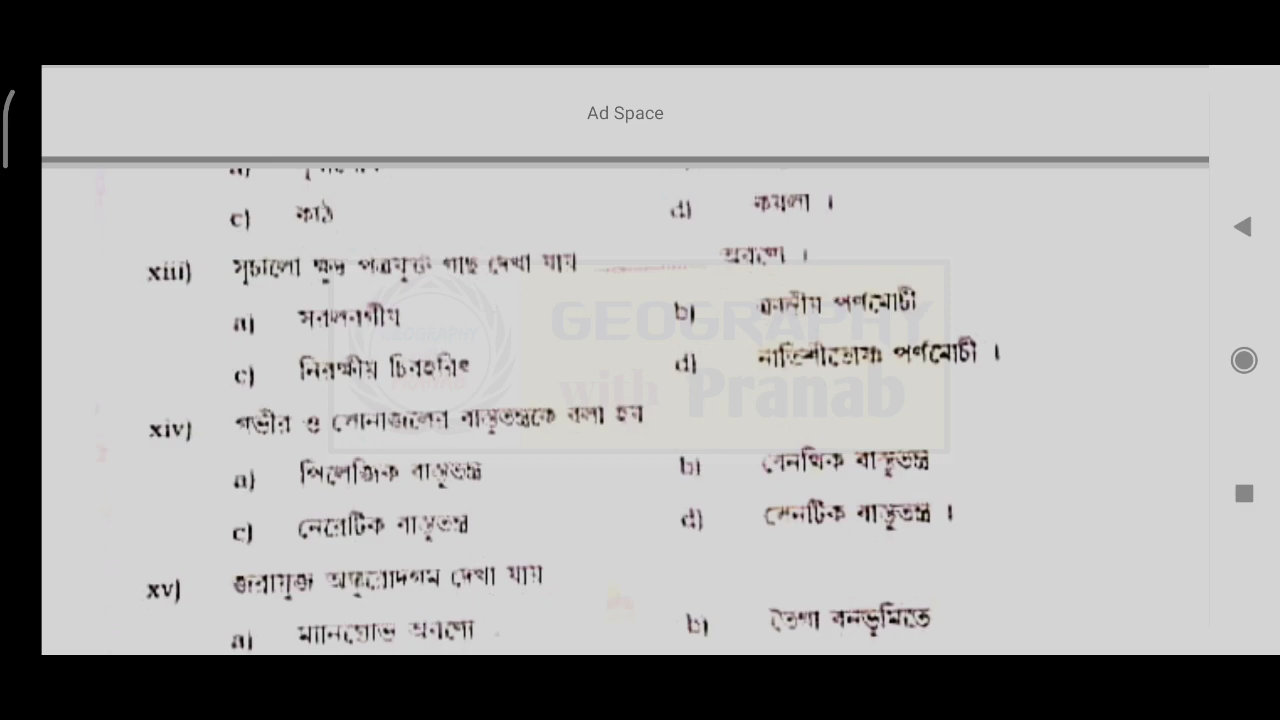 Ad Space
c) কাঠ d) কয়লা ।
xiii) সূচালো ক্ষুদ্র পত্রযুক্ত গাছ দেখা যায় অরণ্যে ।
a) সরলবর্গীয় b) ক্রান্তীয় পর্ণমোচী
GEOGRAPHY
c) নিরক্ষীয় চিরহরিৎ d) নাতিশীতোষ্ণ পর্ণমোচী ।
with Pranab
xiv) গভীর ও লোনাজলের বাস্তুতন্ত্রকে বলা হয়
a) পিলেজিক বাস্তুতন্ত্র b) বেনথিক বাস্তুতন্ত্র
c) নেরেটিক বাস্তুতন্ত্র d) লেনটিক বাস্তুতন্ত্র ।
xv) জরায়ুজ অঙ্কুরোদগম দেখা যায়
a) ম্যানগ্রোভ অরণ্যে b) তৈগা বনভূমিতে